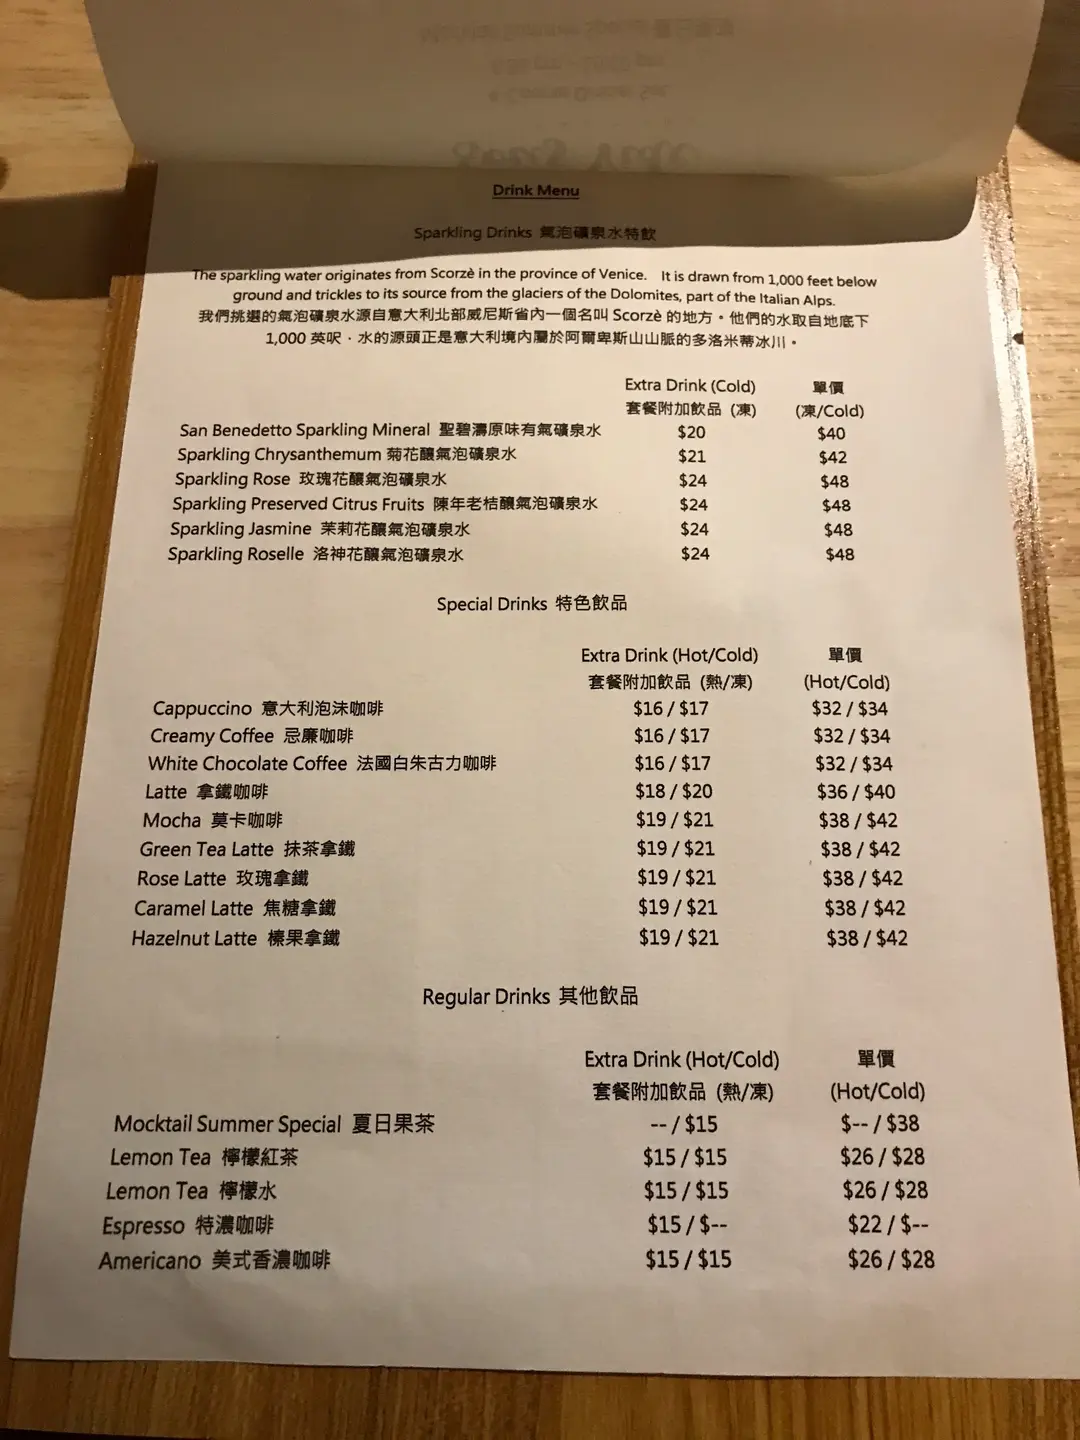 Drink Menu
Sparkling Drinks 氣泡礦泉水特飲
The sparkling water originates from Scorzè in the province of Venice. It is drawn from 1,000 feet below
ground and trickles to its source from the glaciers of the Dolomites, part of the Italian Alps.
我們挑選的氣泡礦泉水源自意大利北部威尼斯省內一個名叫 Scorzè 的地方。他們的水取自地底下
1,000 英呎，水的源頭正是意大利境內屬於阿爾卑斯山山脈的多洛米蒂冰川。
Extra Drink (Cold) 單價
套餐附加飲品 (凍) (凍/Cold)
San Benedetto Sparkling Mineral 聖碧濤原味有氣礦泉水 $20 $40
Sparkling Chrysanthemum 菊花釀氣泡礦泉水 $21 $42
Sparkling Rose 玫瑰花釀氣泡礦泉水 $24 $48
Sparkling Preserved Citrus Fruits 陳年老桔釀氣泡礦泉水 $24 $48
Sparkling Jasmine 茉莉花釀氣泡礦泉水 $24 $48
Sparkling Roselle 洛神花釀氣泡礦泉水 $24 $48
Special Drinks 特色飲品
Extra Drink (Hot/Cold) 單價
套餐附加飲品 (熱/凍) (Hot/Cold)
Cappuccino 意大利泡沬咖啡 $16 / $17 $32 / $34
Creamy Coffee 忌廉咖啡 $16 / $17 $32 / $34
White Chocolate Coffee 法國白朱古力咖啡 $16 / $17 $32 / $34
Latte 拿鐵咖啡 $18 / $20 $36 / $40
Mocha 莫卡咖啡 $19 / $21 $38 / $42
Green Tea Latte 抹茶拿鐵 $19 / $21 $38 / $42
Rose Latte 玫瑰拿鐵 $19 / $21 $38 / $42
Caramel Latte 焦糖拿鐵 $19 / $21 $38 / $42
Hazelnut Latte 榛果拿鐵 $19 / $21 $38 / $42
Regular Drinks 其他飲品
Extra Drink (Hot/Cold) 單價
套餐附加飲品 (熱/凍) (Hot/Cold)
Mocktail Summer Special 夏日果茶 -- / $15 $-- / $38
Lemon Tea 檸檬紅茶 $15 / $15 $26 / $28
Lemon Tea 檸檬水 $15 / $15 $26 / $28
Espresso 特濃咖啡 $15 / $-- $22 / $--
Americano 美式香濃咖啡 $15 / $15 $26 / $28